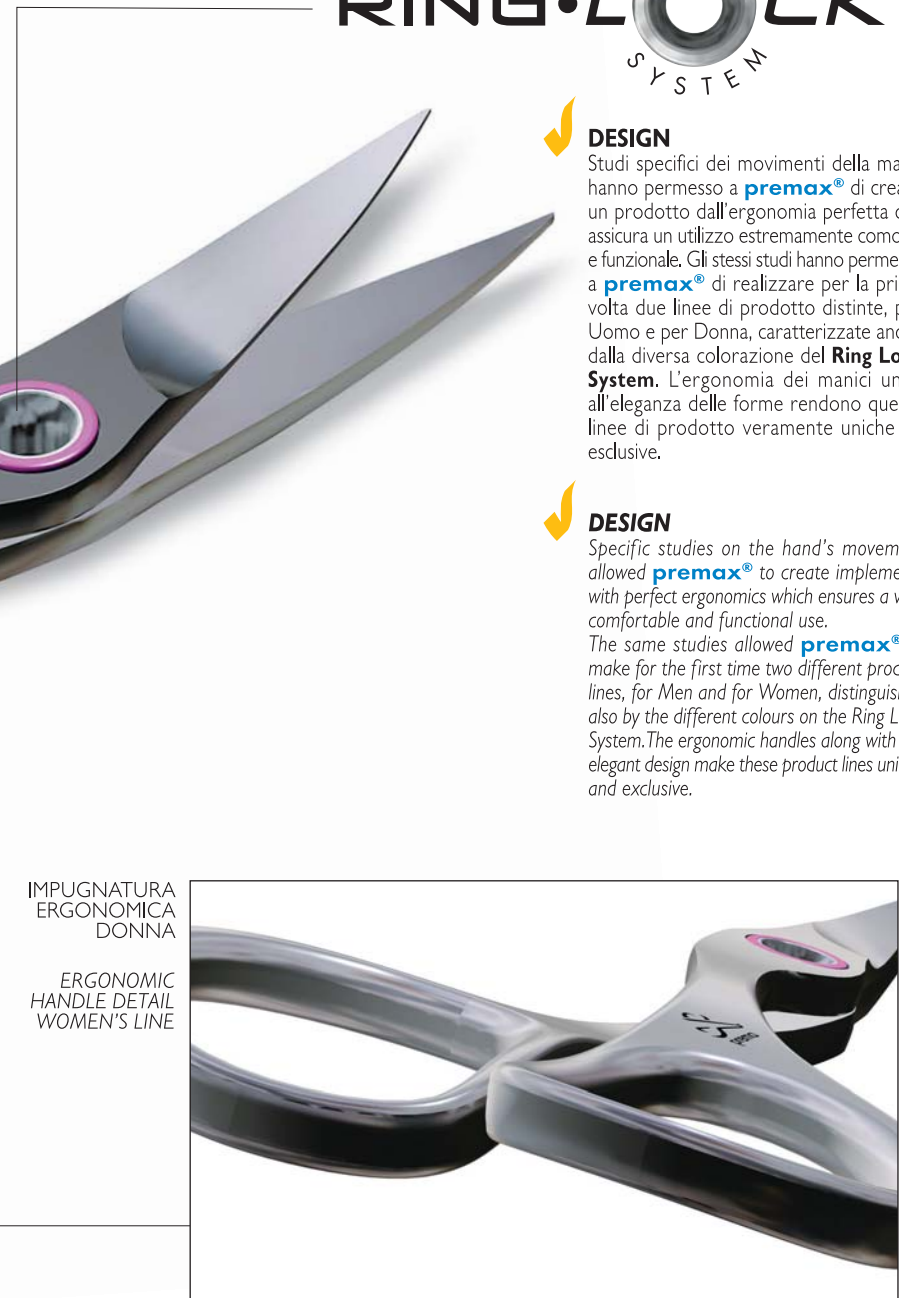 RING•LOCK
SYSTEM
DESIGN
Studi specifici dei movimenti della ma
hanno permesso a premax® di crea
un prodotto dall'ergonomia perfetta c
assicura un utilizzo estremamente como
e funzionale. Gli stessi studi hanno perme
a premax® di realizzare per la pri
volta due linee di prodotto distinte, p
Uomo e per Donna, caratterizzate anc
dalla diversa colorazione del Ring Lo
System. L'ergonomia dei manici un
all'eleganza delle forme rendono que
linee di prodotto veramente uniche
esclusive.
DESIGN
Specific studies on the hand's movem
allowed premax® to create impleme
with perfect ergonomics which ensures a v
comfortable and functional use.
The same studies allowed premax®
make for the first time two different proc
lines, for Men and for Women, distinguis
also by the different colours on the Ring L
System.The ergonomic handles along with
elegant design make these product lines uni
and exclusive.
IMPUGNATURA
ERGONOMICA
DONNA
ERGONOMIC
HANDLE DETAIL
WOMEN'S LINE